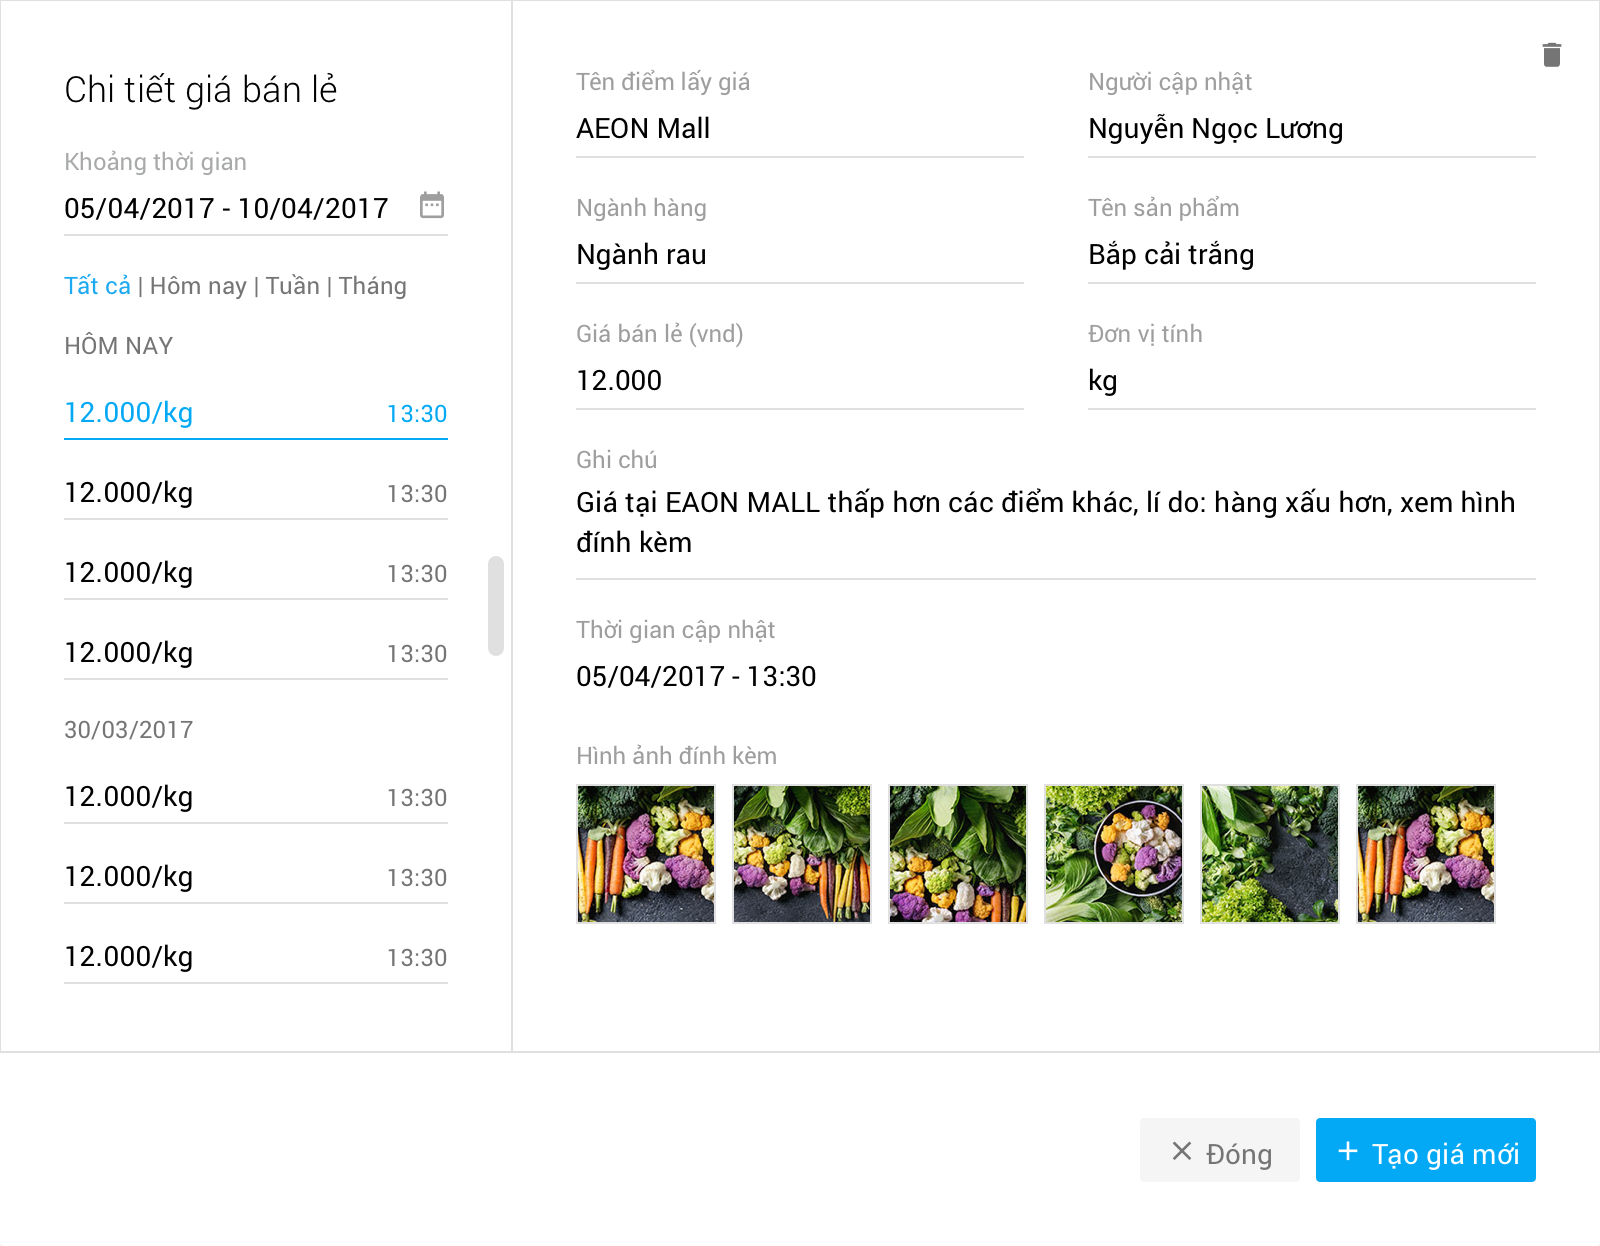 Chi tiết giá bán lẻ
Khoảng thời gian
05/04/2017 - 10/04/2017
Tất cả | Hôm nay | Tuần | Tháng
HÔM NAY
12.000/kg 13:30
12.000/kg 13:30
12.000/kg 13:30
12.000/kg 13:30
30/03/2017
12.000/kg 13:30
12.000/kg 13:30
12.000/kg 13:30
Tên điểm lấy giá
AEON Mall
Người cập nhật
Nguyễn Ngọc Lương
Ngành hàng
Ngành rau
Tên sản phẩm
Bắp cải trắng
Giá bán lẻ (vnd)
12.000
Đơn vị tính
kg
Ghi chú
Giá tại EAON MALL thấp hơn các điểm khác, lí do: hàng xấu hơn, xem hình
đính kèm
Thời gian cập nhật
05/04/2017 - 13:30
Hình ảnh đính kèm
Đóng
Tạo giá mới